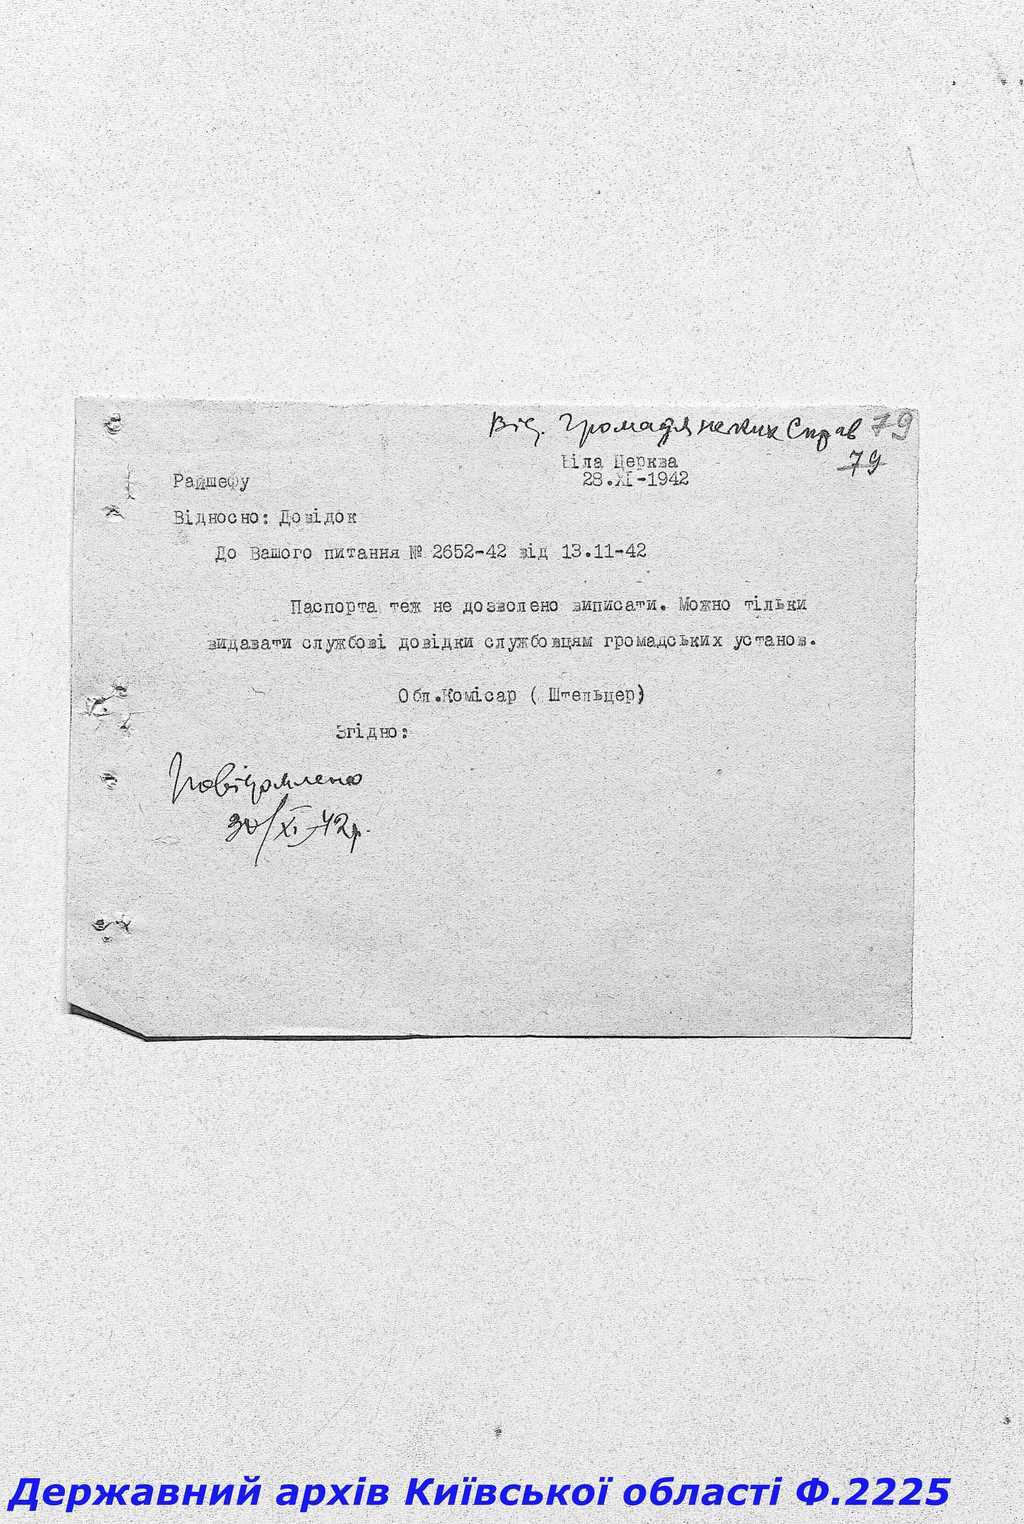 Від. Громадянських Справ 79
79
Біла Церква
Райшефу
28.XI-1942
Відносно: Довідок
До Вашого питання № 2652-42 від 13.11-42
Паспорта теж не дозволено виписати. Можно тільки
видавати службові довідки службовцям громадських установ.
Обл.Комісар ( Штельцер)
Згідно:
Повідомлено
30/XI-42р.
Державний архів Київської області Ф.2225